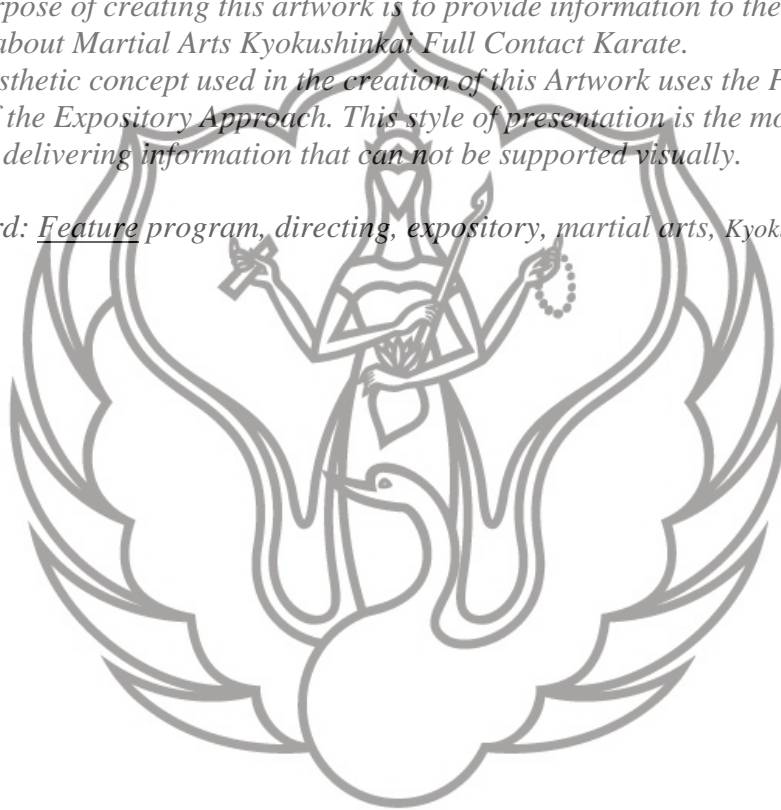 rpose of creating this artwork is to provide information to the
about Martial Arts Kyokushinkai Full Contact Karate.
sthetic concept used in the creation of this Artwork uses the
f the Expository Approach. This style of presentation is the mo
delivering information that can not be supported visually.
rd: Feature program, directing, expository, martial arts, Kyok